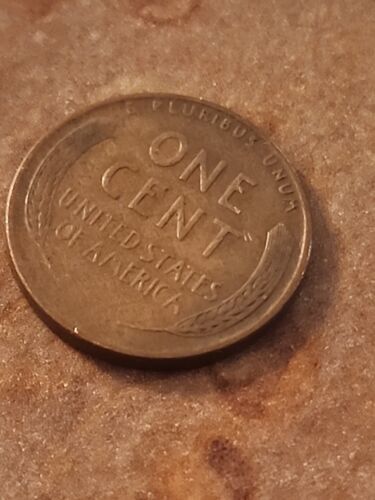 E PLURIBUS UNUM
ONE
CENT
UNITED STATES
OF AMERICA